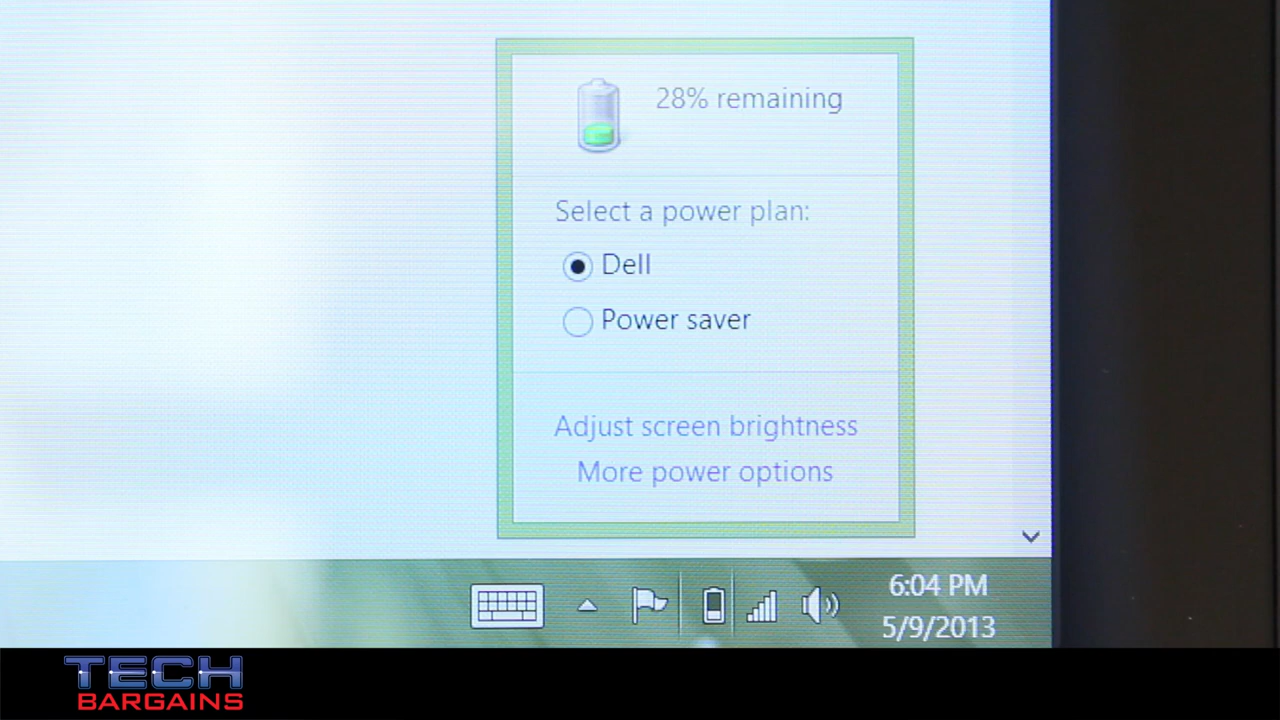 28% remaining
Select a power plan:
Dell
Power saver
Adjust screen brightness
More power options
6:04 PM
5/9/2013
TECH
BARGAINS